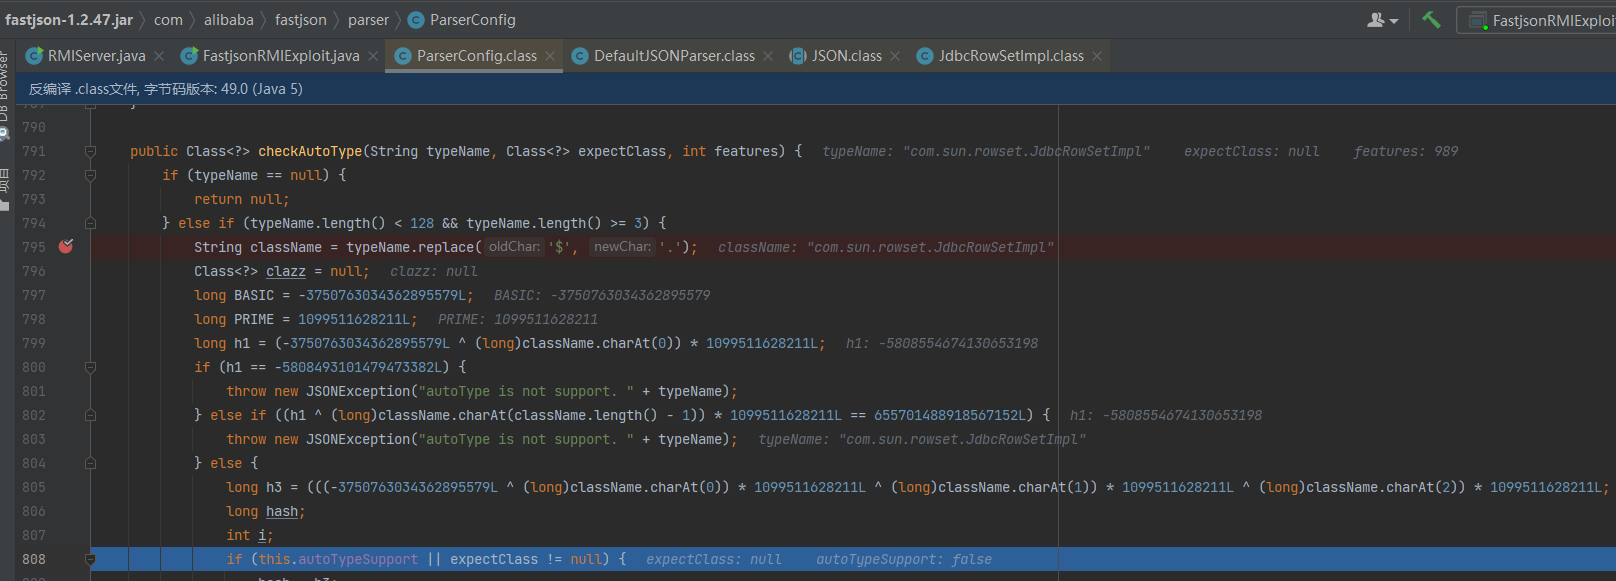 fastjson-1.2.47.jar com alibaba fastjson parser ParserConfig FastjsonRMIExploi
RMIServer.java FastjsonRMIExploit.java ParserConfig.class DefaultJSONParser.class JSON.class JdbcRowSetImpl.class
DB Browser
项目
反编译 .class文件, 字节码版本: 49.0 (Java 5)
790
791 public Class<?> checkAutoType(String typeName, Class<?> expectClass, int features) { typeName: "com.sun.rowset.JdbcRowSetImpl" expectClass: null features: 989
792 if (typeName == null) {
793 return null;
794 } else if (typeName.length() < 128 && typeName.length() >= 3) {
795 String className = typeName.replace( oldChar: '$', newChar: '.'); className: "com.sun.rowset.JdbcRowSetImpl"
796 Class<?> clazz = null; clazz: null
797 long BASIC = -3750763034362895579L; BASIC: -3750763034362895579
798 long PRIME = 1099511628211L; PRIME: 1099511628211
799 long h1 = (-3750763034362895579L ^ (long)className.charAt(0)) * 1099511628211L; h1: -5808554674130653198
800 if (h1 == -5808493101479473382L) {
801 throw new JSONException("autoType is not support. " + typeName);
802 } else if ((h1 ^ (long)className.charAt(className.length() - 1)) * 1099511628211L == 655701488918567152L) { h1: -5808554674130653198
803 throw new JSONException("autoType is not support. " + typeName); typeName: "com.sun.rowset.JdbcRowSetImpl"
804 } else {
805 long h3 = (((-3750763034362895579L ^ (long)className.charAt(0)) * 1099511628211L ^ (long)className.charAt(1)) * 1099511628211L ^ (long)className.charAt(2)) * 1099511628211L;
806 long hash;
807 int i;
808 if (this.autoTypeSupport || expectClass != null) { expectClass: null autoTypeSupport: false